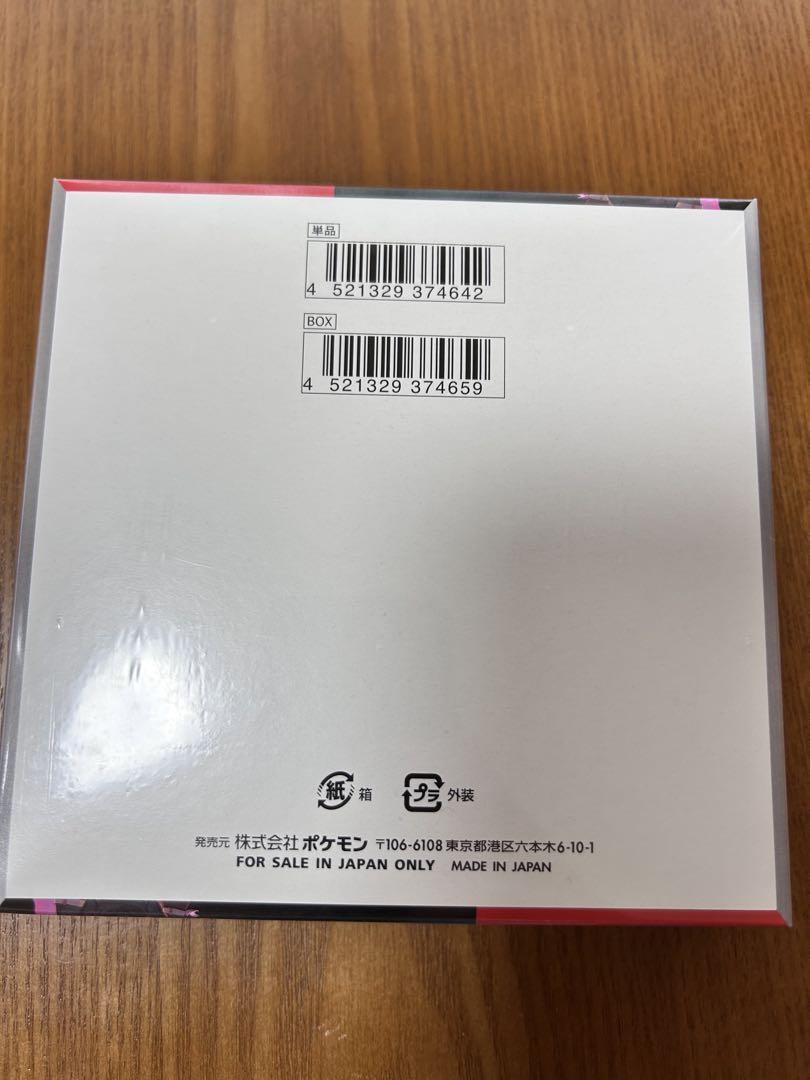 単品
4 521329 374642
BOX
4 521329 374659
紙 箱 プラ 外装
発売元 株式会社 ポケモン 〒106-6108 東京都港区六本木6-10-1
FOR SALE IN JAPAN ONLY MADE IN JAPAN